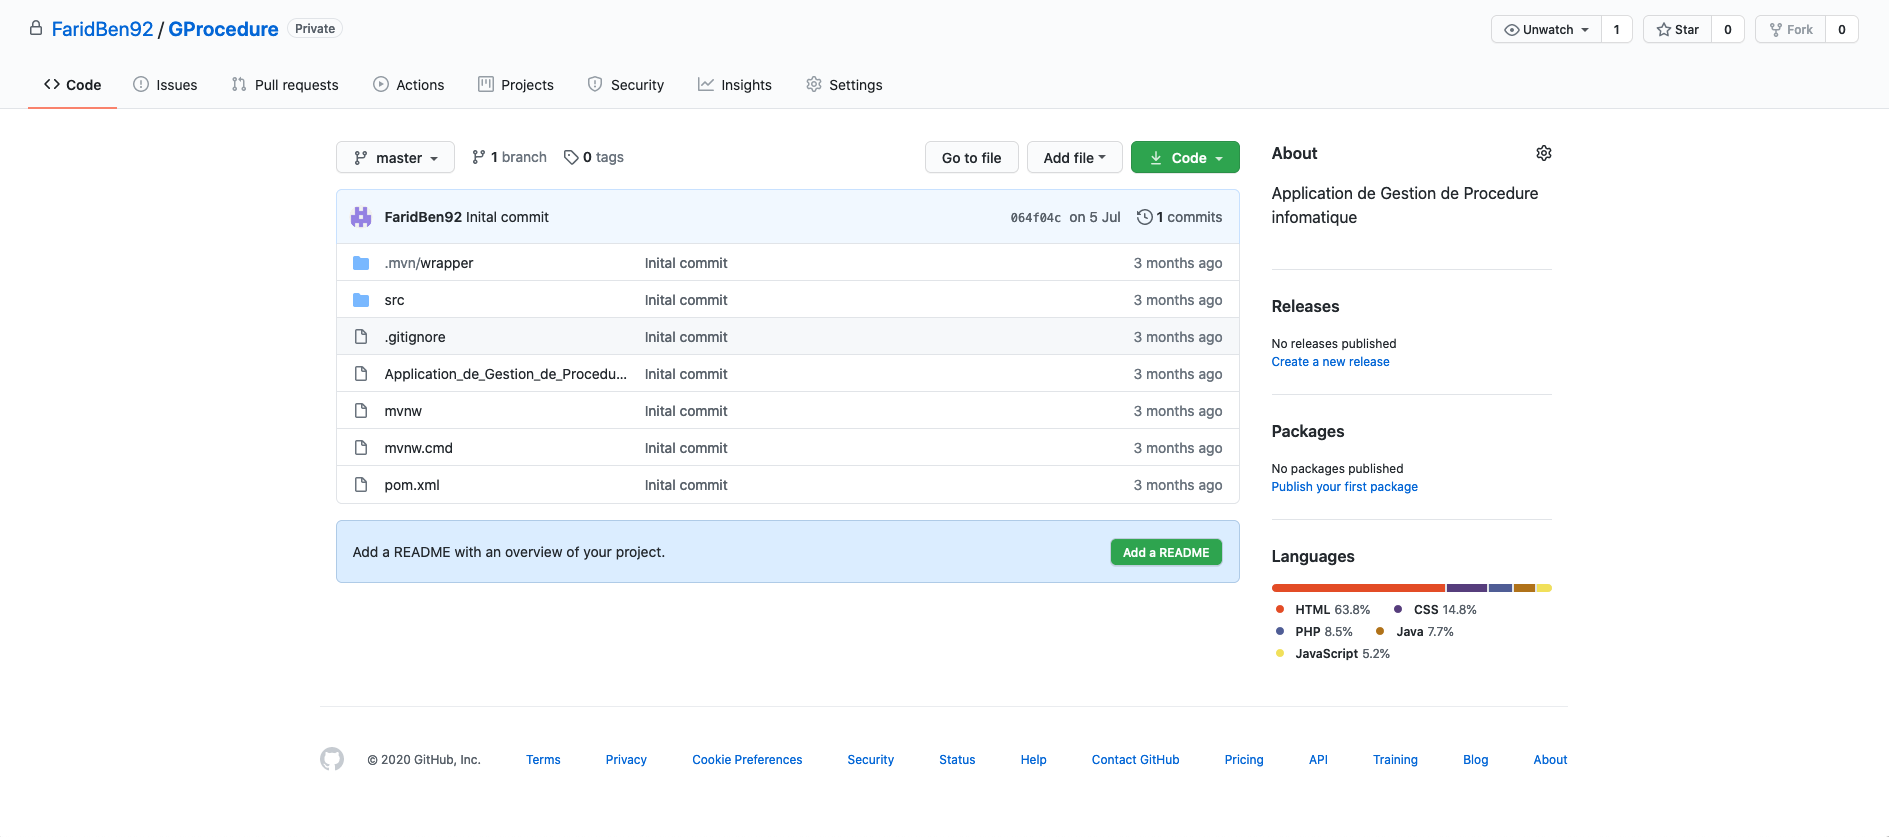 FaridBen92 / GProcedure Private
Unwatch 1 Star 0 Fork 0
Code Issues Pull requests Actions Projects Security Insights Settings
master 1 branch 0 tags Go to file Add file Code
FaridBen92 Inital commit 064f04c on 5 Jul 1 commits
.mvn/wrapper Inital commit 3 months ago
src Inital commit 3 months ago
.gitignore Inital commit 3 months ago
Application_de_Gestion_de_Procedu... Inital commit 3 months ago
mvnw Inital commit 3 months ago
mvnw.cmd Inital commit 3 months ago
pom.xml Inital commit 3 months ago
Add a README with an overview of your project. Add a README
About
Application de Gestion de Procedure
infomatique
Releases
No releases published
Create a new release
Packages
No packages published
Publish your first package
Languages
HTML 63.8% CSS 14.8%
PHP 8.5% Java 7.7%
JavaScript 5.2%
© 2020 GitHub, Inc. Terms Privacy Cookie Preferences Security Status Help Contact GitHub Pricing API Training Blog About